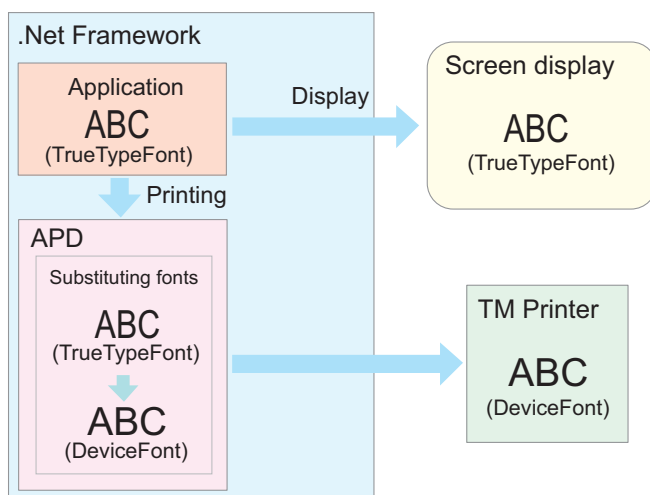 .Net Framework
Application
ABC
(TrueTypeFont)
Display
Screen display
ABC
(TrueTypeFont)
Printing
APD
Substituting fonts
ABC
(TrueTypeFont)
ABC
(DeviceFont)
TM Printer
ABC
(DeviceFont)